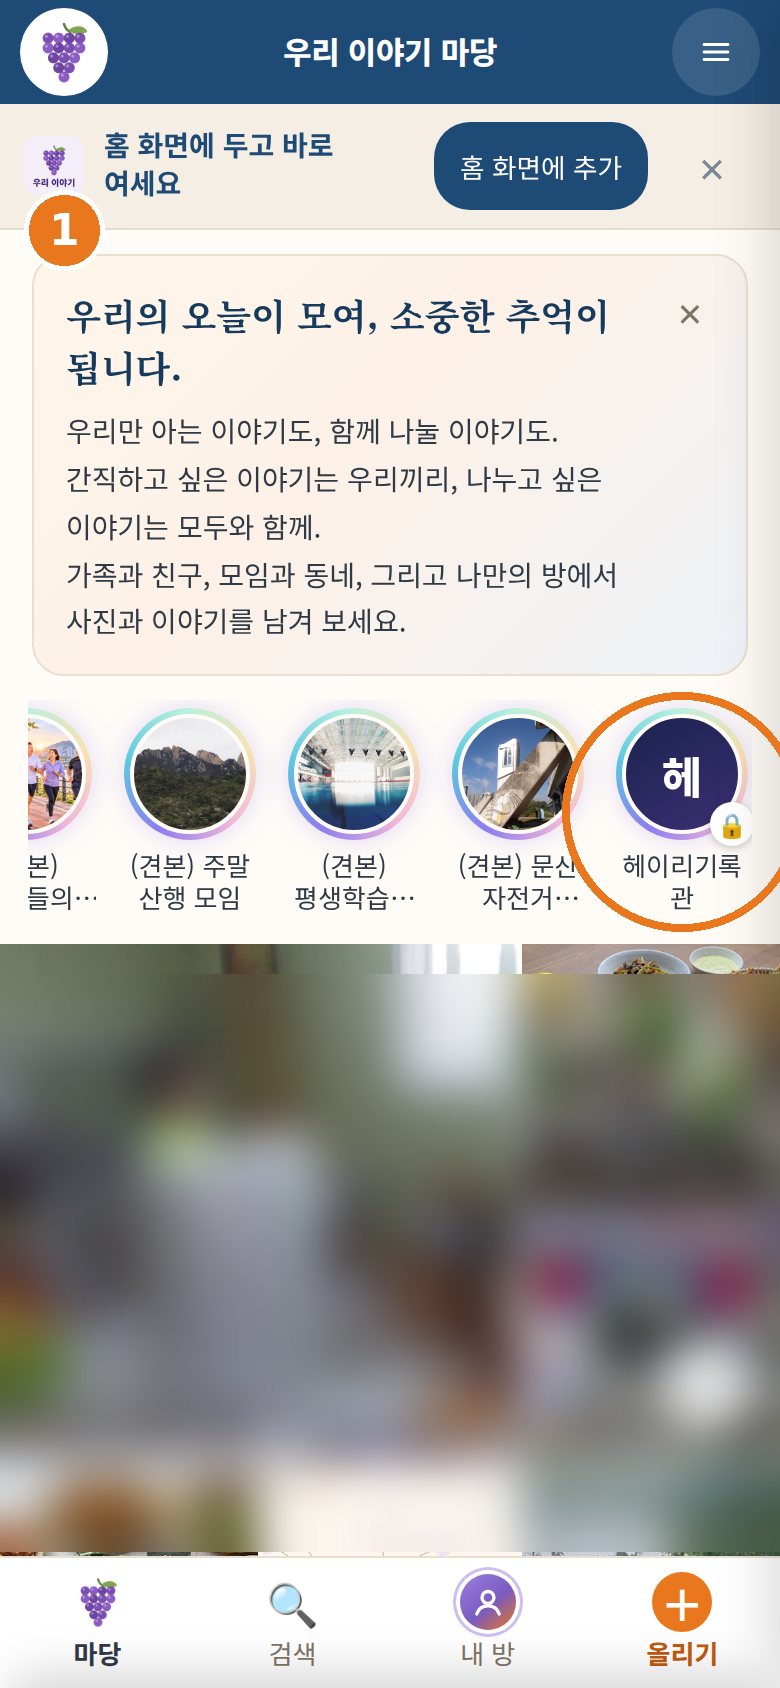 우리 이야기 마당
우리 이야기
홈 화면에 두고 바로
여세요
홈 화면에 추가
×
1
우리의 오늘이 모여, 소중한 추억이
됩니다.
×
우리만 아는 이야기도, 함께 나눌 이야기도.
간직하고 싶은 이야기는 우리끼리, 나누고 싶은
이야기는 모두와 함께.
가족과 친구, 모임과 동네, 그리고 나만의 방에서
사진과 이야기를 남겨 보세요.
헤
본)
들의…
(견본) 주말
산행 모임
(견본)
평생학습…
(견본) 문산
자전거…
헤이리기록
관
마당
검색
내 방
올리기